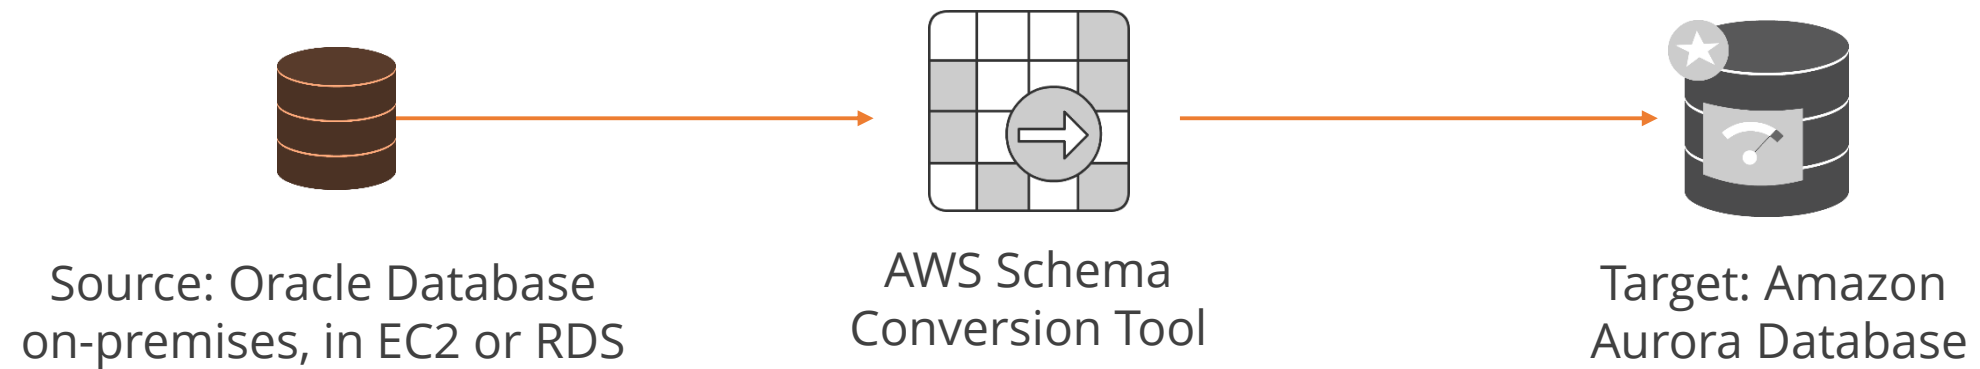 Source: Oracle Database
on-premises, in EC2 or RDS
AWS Schema
Conversion Tool
Target: Amazon
Aurora Database